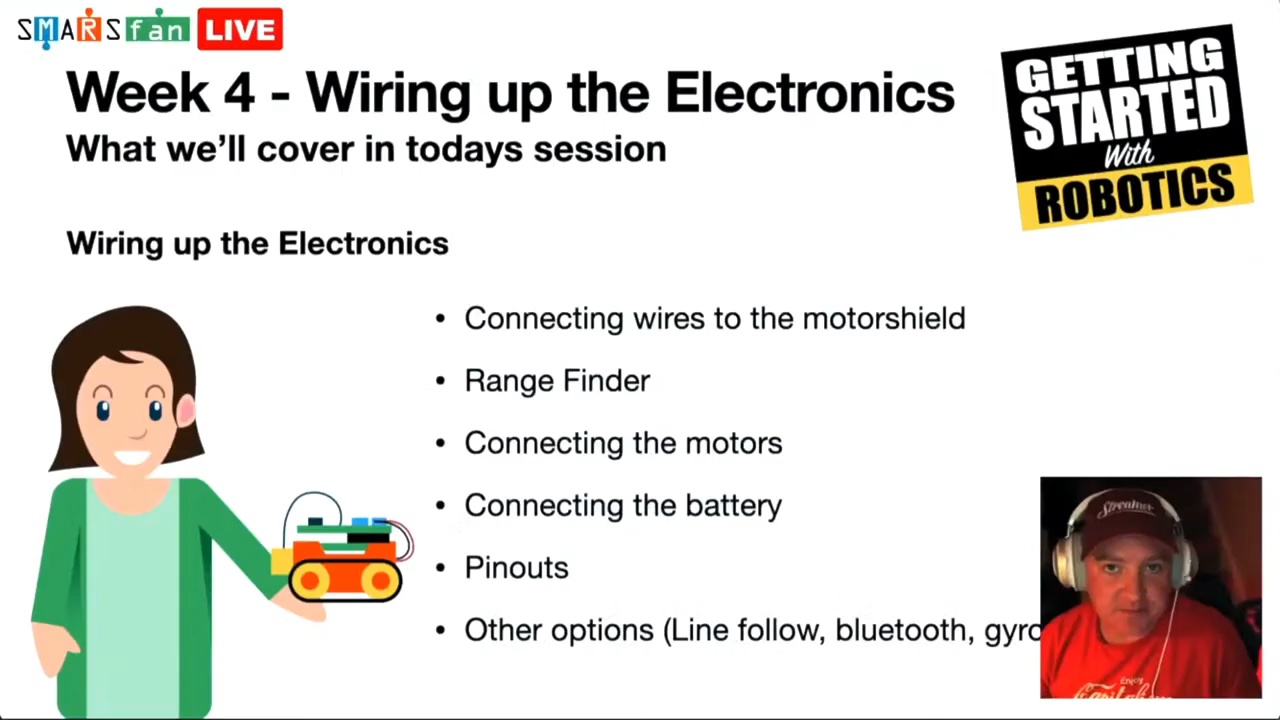 SMARSfan LIVE
Week 4 - Wiring up the Electronics
What we'll cover in todays session
GETTING
STARTED
With
ROBOTICS
Wiring up the Electronics
• Connecting wires to the motorshield
• Range Finder
• Connecting the motors
• Connecting the battery
• Pinouts
• Other options (Line follow, bluetooth, gyro
Streamer
Enjoy